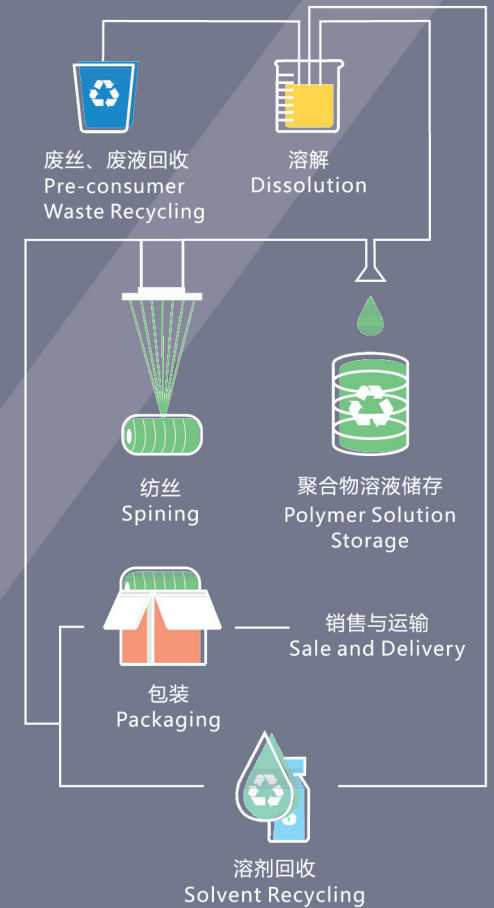 废丝、废液回收
Pre-consumer
Waste Recycling
溶解
Dissolution
纺丝
Spining
聚合物溶液储存
Polymer Solution
Storage
销售与运输
Sale and Delivery
包装
Packaging
溶剂回收
Solvent Recycling